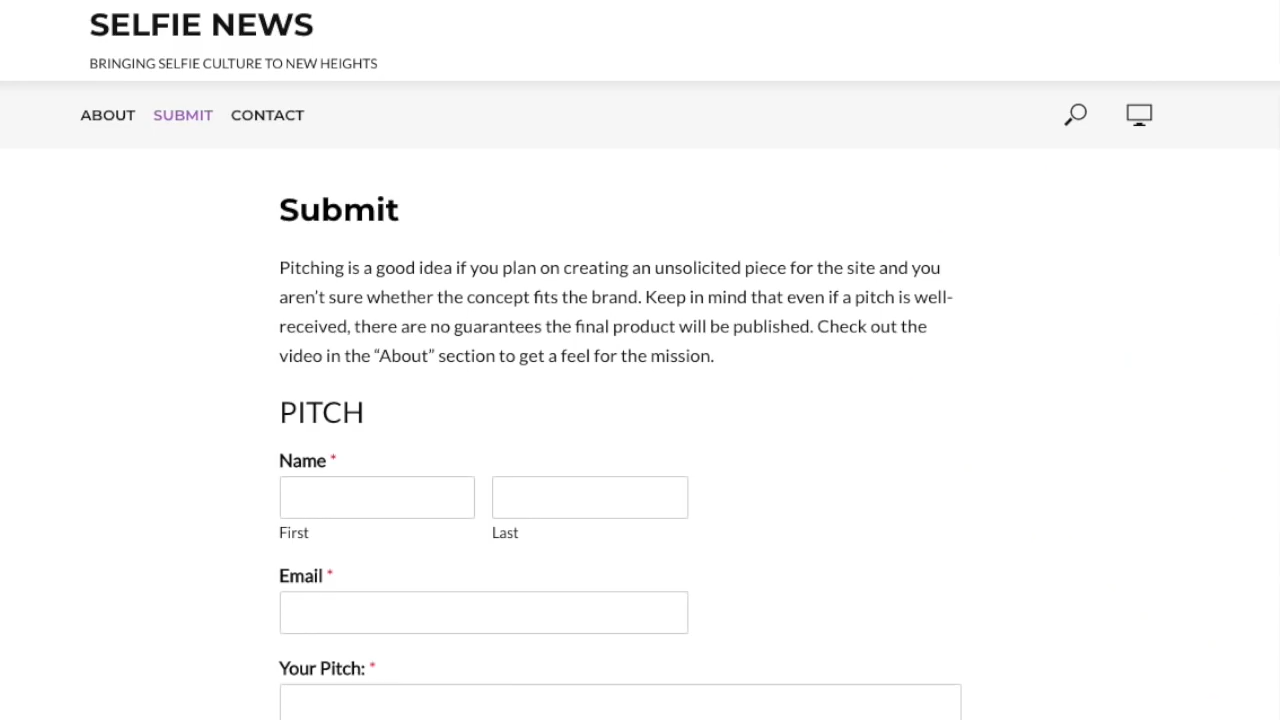 SELFIE NEWS
BRINGING SELFIE CULTURE TO NEW HEIGHTS
ABOUT SUBMIT CONTACT
Submit
Pitching is a good idea if you plan on creating an unsolicited piece for the site and you
aren’t sure whether the concept fits the brand. Keep in mind that even if a pitch is well-
received, there are no guarantees the final product will be published. Check out the
video in the “About” section to get a feel for the mission.
PITCH
Name *
First Last
Email *
Your Pitch: *